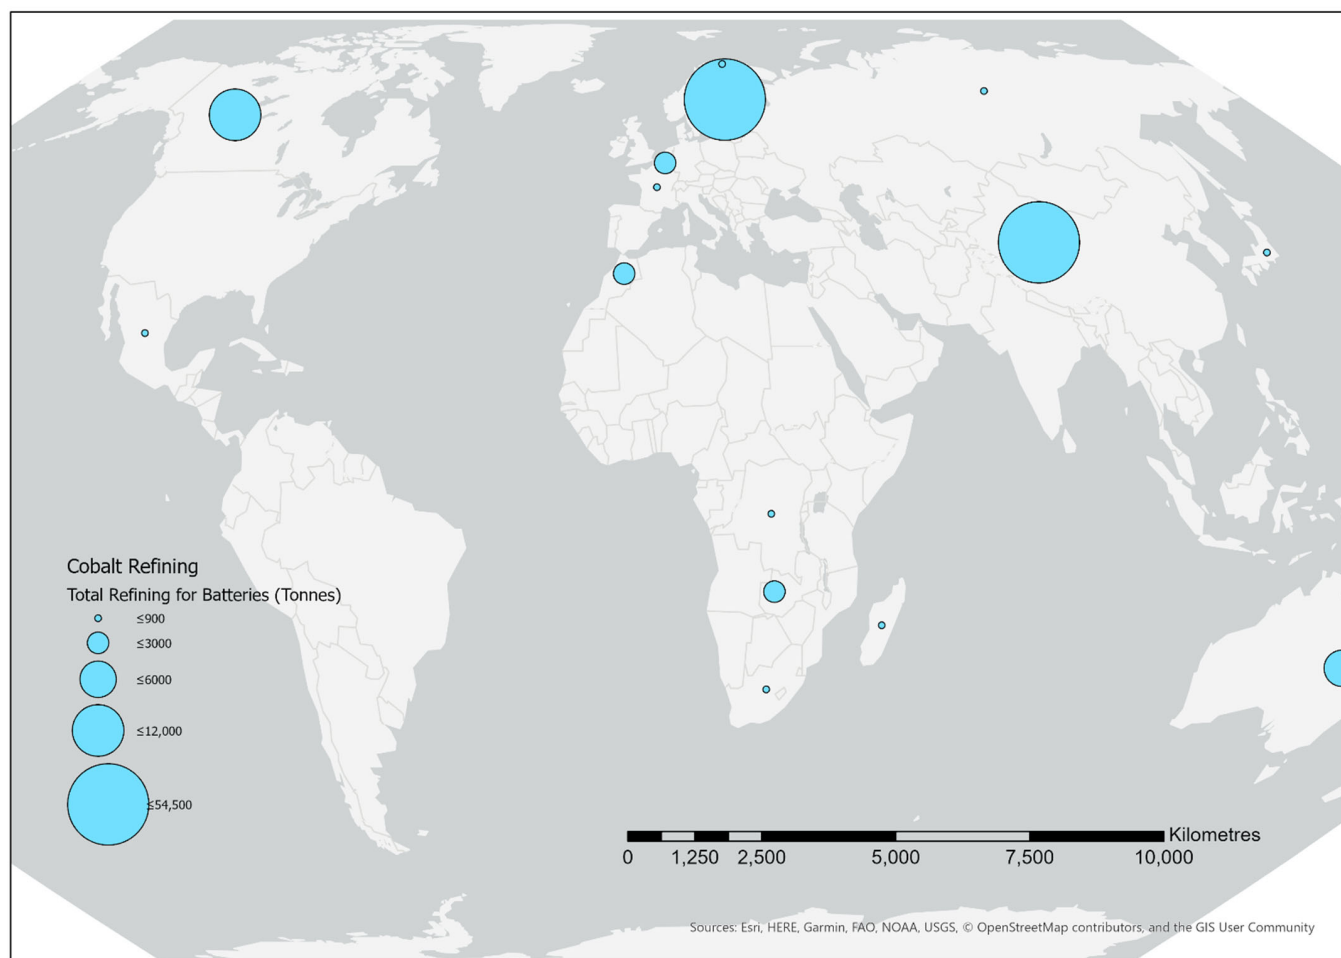 Cobalt Refining
Total Refining for Batteries (Tonnes)
≤900
≤3000
≤6000
≤12,000
≤54,500
Kilometres
0 1,250 2,500 5,000 7,500 10,000
Sources: Esri, HERE, Garmin, FAO, NOAA, USGS, © OpenStreetMap contributors, and the GIS User Community